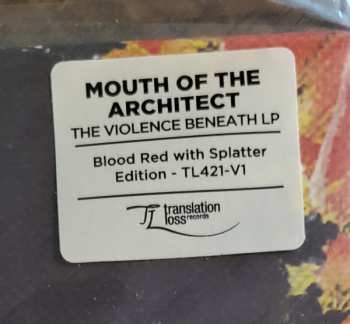 MOUTH OF THE
ARCHITECT
THE VIOLENCE BENEATH LP
Blood Red with Splatter
Edition - TL421-V1
TL translation
loss records